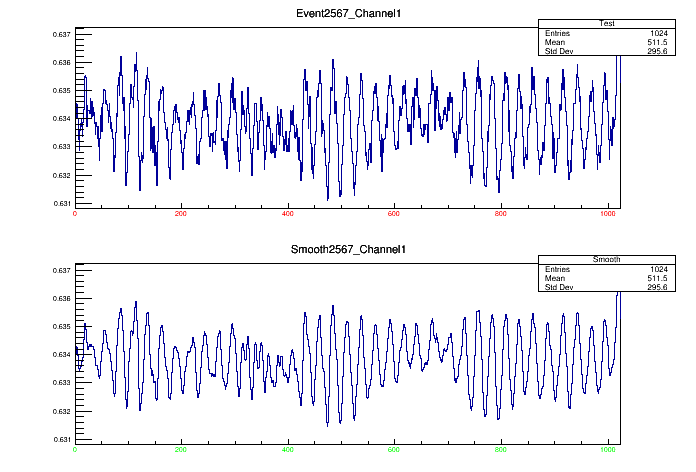 Event2567_Channel1
Test
Entries 1024
Mean 511.5
Std Dev 295.6
0.637
0.636
0.635
0.634
0.633
0.632
0.631
0 200 400 600 800 1000
Smooth2567_Channel1
Smooth
Entries 1024
Mean 511.5
Std Dev 295.6
0.637
0.636
0.635
0.634
0.633
0.632
0.631
0 200 400 600 800 1000